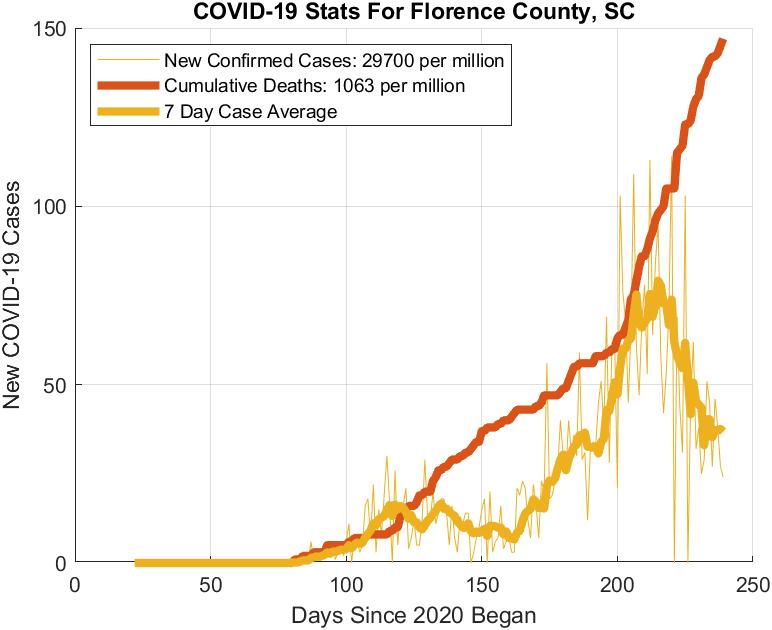 COVID-19 Stats For Florence County, SC
150
New Confirmed Cases: 29700 per million
Cumulative Deaths: 1063 per million
7 Day Case Average
100
50
0
New COVID-19 Cases
0 50 100 150 200 250
Days Since 2020 Began